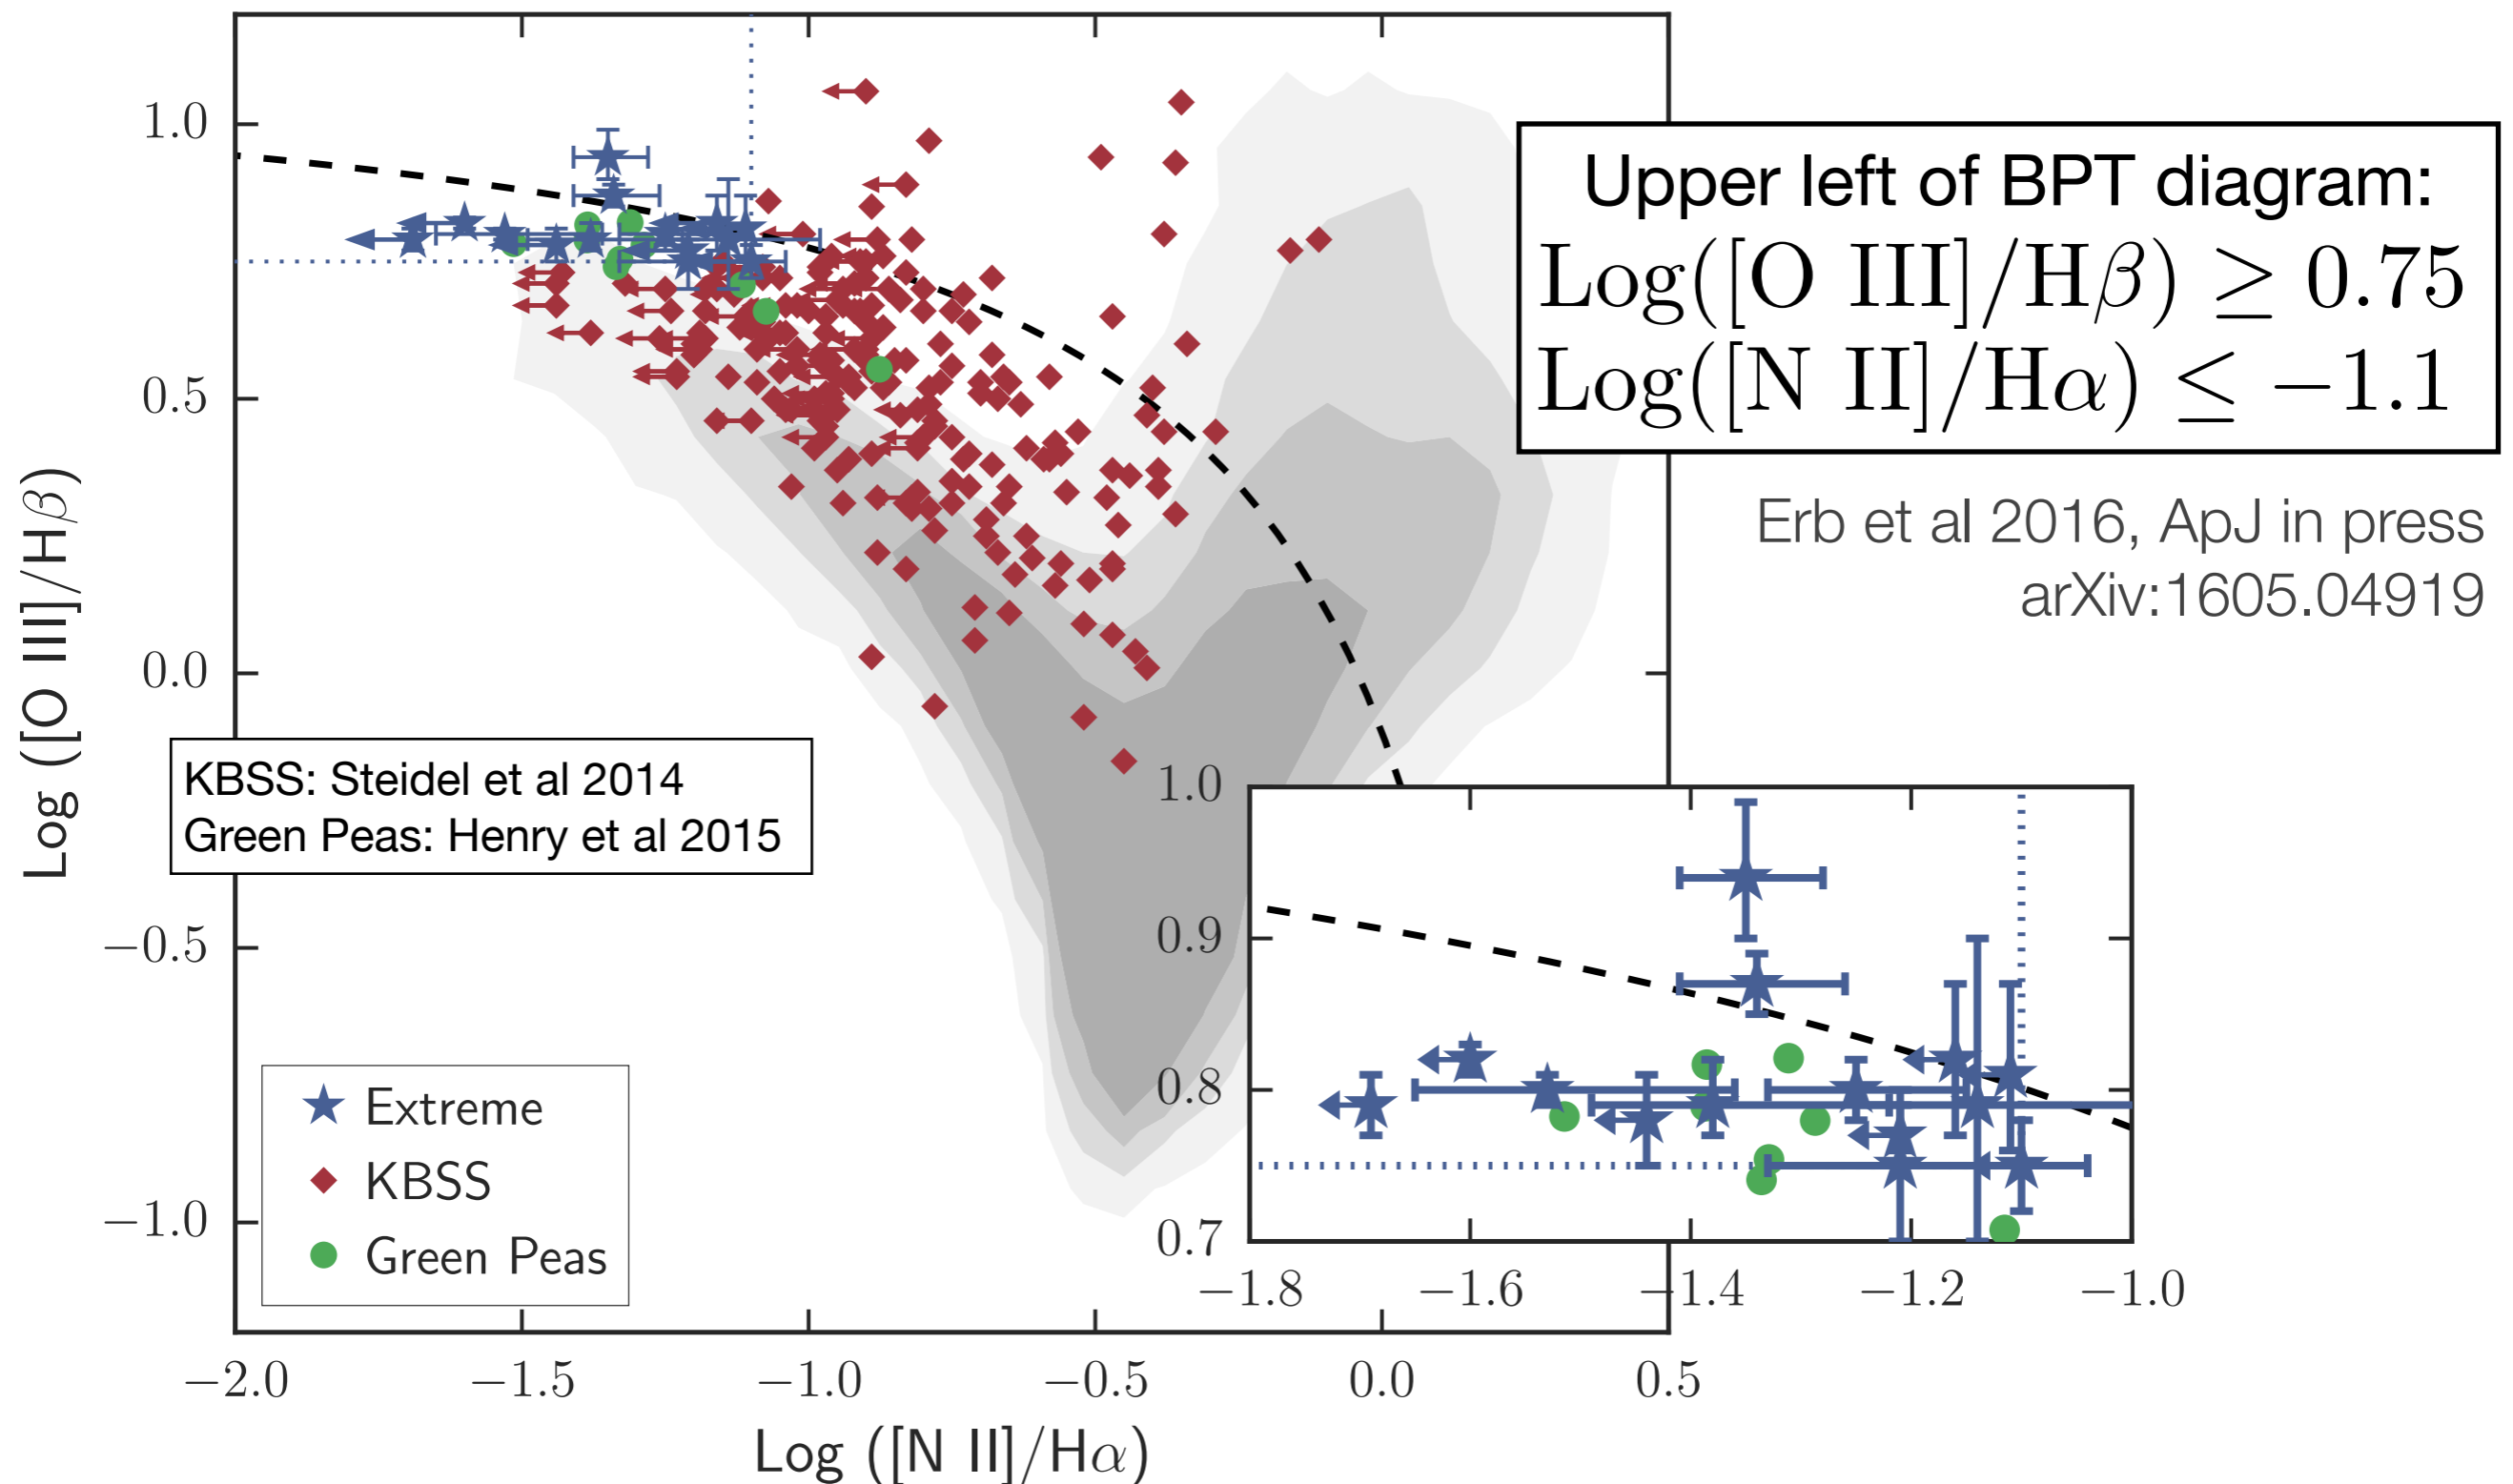 1.0
0.5
0.0
−0.5
−1.0
Log ([O III]/Hβ)
−2.0
−1.5
−1.0
−0.5
0.0
0.5
Log ([N II]/Hα)
Upper left of BPT diagram:
Log([O III]/Hβ) ≥ 0.75
Log([N II]/Hα) ≤ −1.1
Erb et al 2016, ApJ in press
arXiv:1605.04919
KBSS: Steidel et al 2014
Green Peas: Henry et al 2015
Extreme
KBSS
Green Peas
1.0
0.9
0.8
0.7
−1.8
−1.6
−1.4
−1.2
−1.0